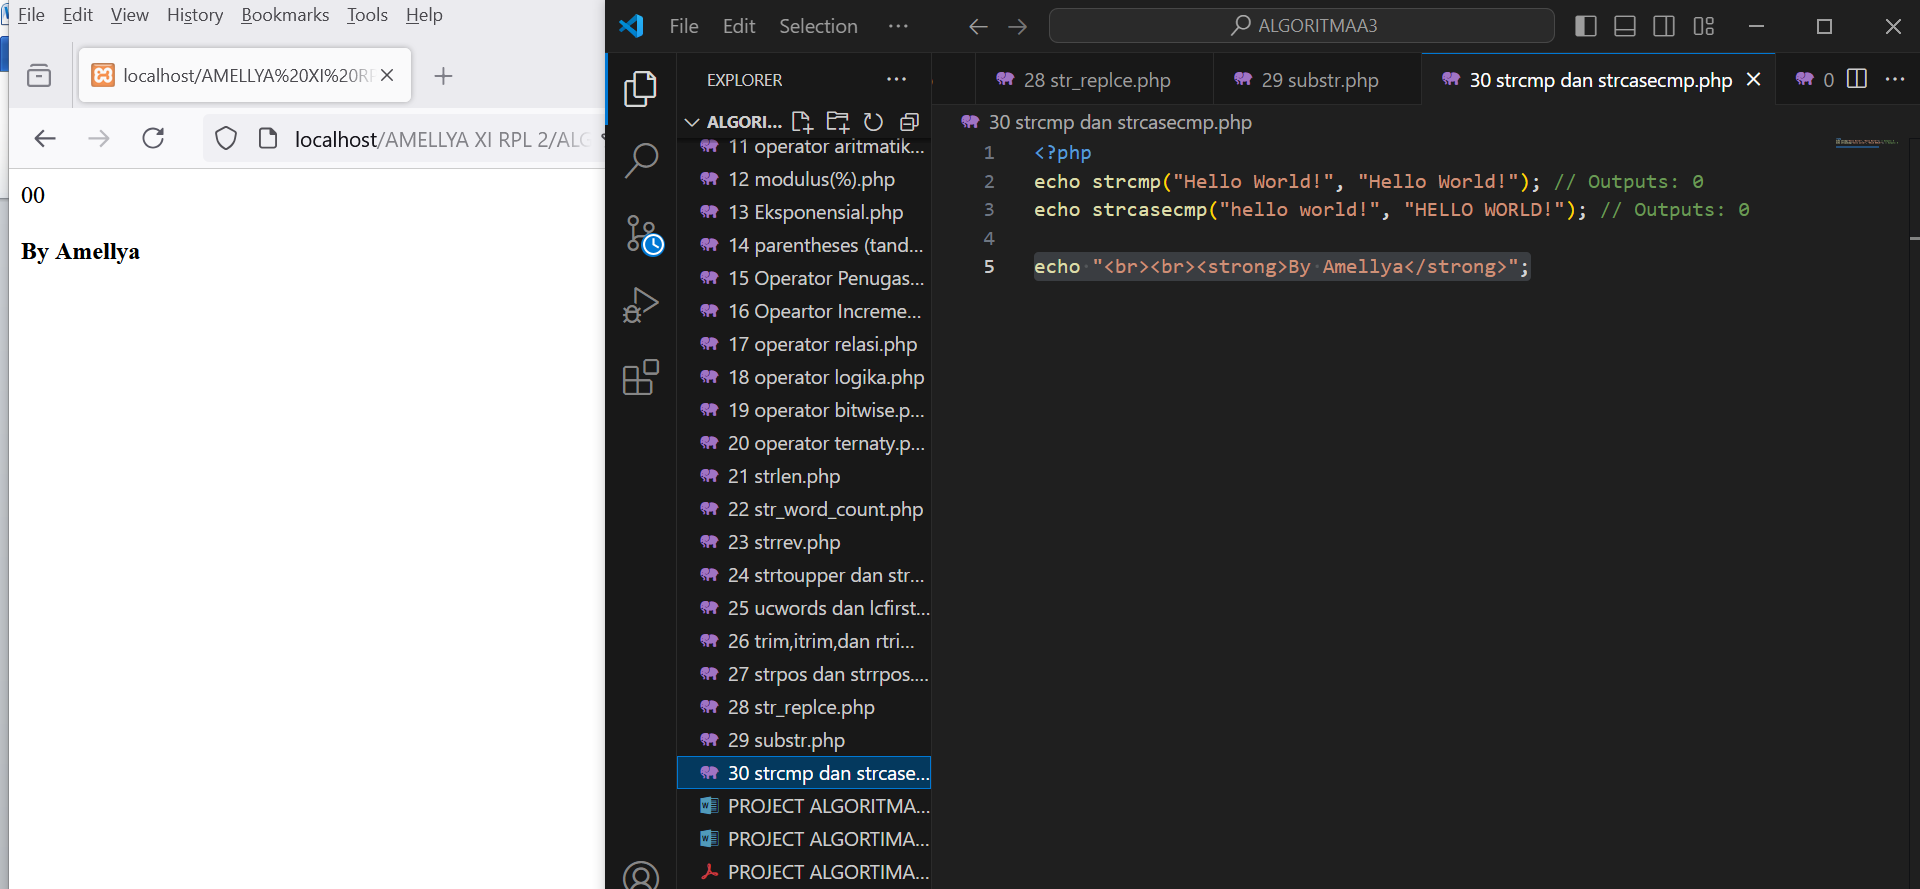 File Edit View History Bookmarks Tools Help
localhost/AMELLYA%20XI%20RP
localhost/AMELLYA XI RPL 2/ALG
00
By Amellya
File Edit Selection ···
ALGORITMAA3
EXPLORER
ALGORI...
11 operator aritmatik...
12 modulus(%).php
13 Eksponensial.php
14 parentheses (tand...
15 Operator Penugas...
16 Opeartor Increme...
17 operator relasi.php
18 operator logika.php
19 operator bitwise.p...
20 operator ternaty.p...
21 strlen.php
22 str_word_count.php
23 strrev.php
24 strtoupper dan str...
25 ucwords dan lcfirst...
26 trim,itrim,dan rtri...
27 strpos dan strrpos....
28 str_replce.php
29 substr.php
30 strcmp dan strcase...
PROJECT ALGORITMA...
PROJECT ALGORTIMA...
PROJECT ALGORTIMA...
28 str_replce.php
29 substr.php
30 strcmp dan strcasecmp.php
0
30 strcmp dan strcasecmp.php
1 <?php
2 echo strcmp("Hello World!", "Hello World!"); // Outputs: 0
3 echo strcasecmp("hello world!", "HELLO WORLD!"); // Outputs: 0
4
5 echo "<br><br><strong>By Amellya</strong>";